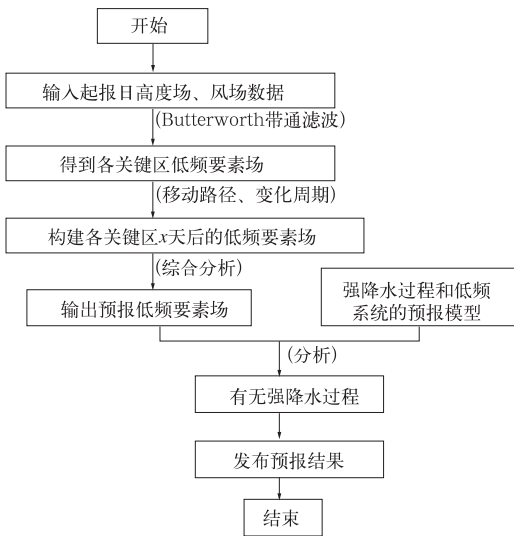 开始
输入起报日高度场、风场数据
(Butterworth带通滤波)
得到各关键区低频要素场
(移动路径、变化周期)
构建各关键区x天后的低频要素场
(综合分析)
输出预报低频要素场
强降水过程和低频
系统的预报模型
(分析)
有无强降水过程
发布预报结果
结束